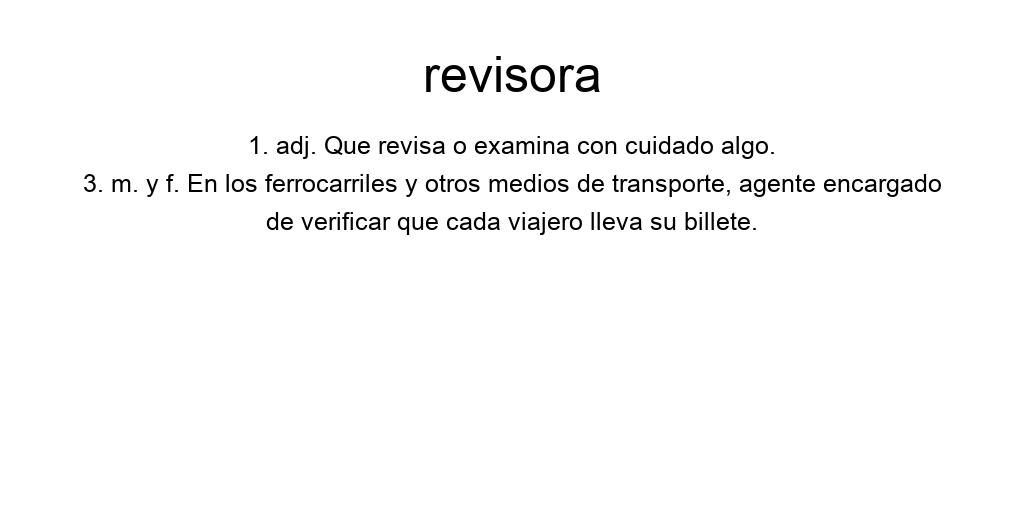 revisora
1. adj. Que revisa o examina con cuidado algo.
3. m. y f. En los ferrocarriles y otros medios de transporte, agente encargado
de verificar que cada viajero lleva su billete.